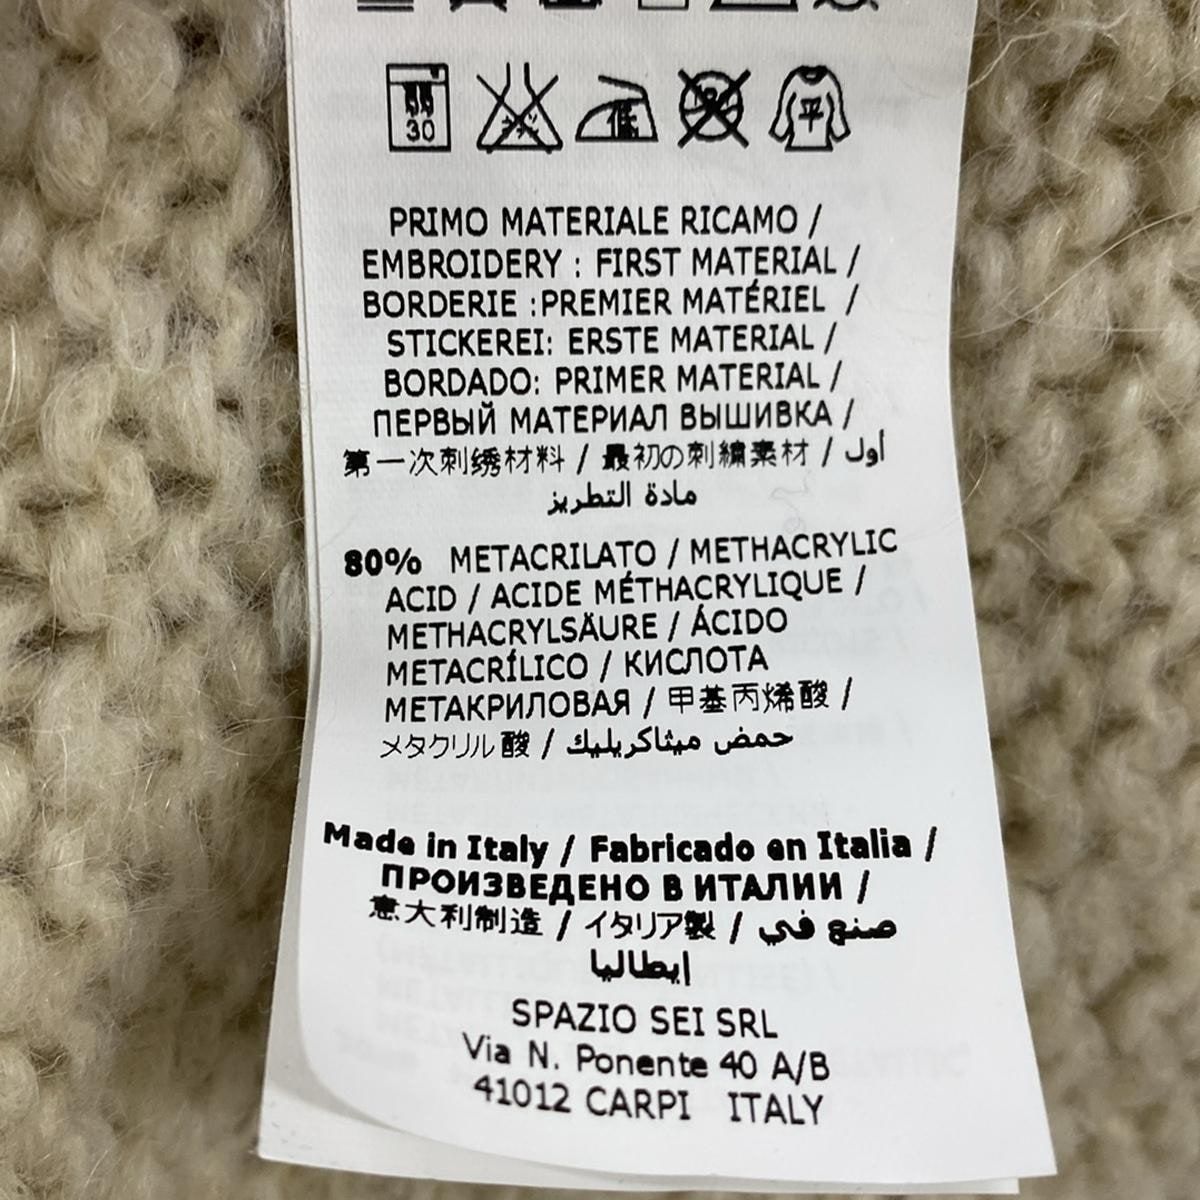 30
低
平
PRIMO MATERIALE RICAMO /
EMBROIDERY : FIRST MATERIAL /
BORDERIE :PREMIER MATÉRIEL /
STICKEREI: ERSTE MATERIAL /
BORDADO: PRIMER MATERIAL /
ПЕРВЫЙ МАТЕРИАЛ ВЫШИВКА /
第一次刺绣材料 / 最初の刺繍素材 / أول
مادة التطريز
80% METACRILATO / METHACRYLIC
ACID / ACIDE MÉTHACRYLIQUE /
METHACRYLSÄURE / ÁCIDO
METACRÍLICO / КИСЛОТА
МЕТАКРИЛОВАЯ / 甲基丙烯酸 /
メタクリル酸 / حمض ميثاكريليك
Made in Italy / Fabricado en Italia /
ПРОИЗВЕДЕНО В ИТАЛИИ /
意大利制造 / イタリア製 / صنع في
إيطاليا
SPAZIO SEI SRL
Via N. Ponente 40 A/B
41012 CARPI ITALY